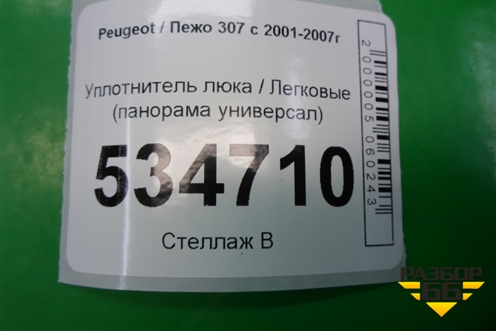 Peugeot / Пежо 307 с 2001-2007г
Уплотнитель люка / Легковые
(панорама универсал)
534710
Стеллаж В
2000005060243
РАЗБОР
66